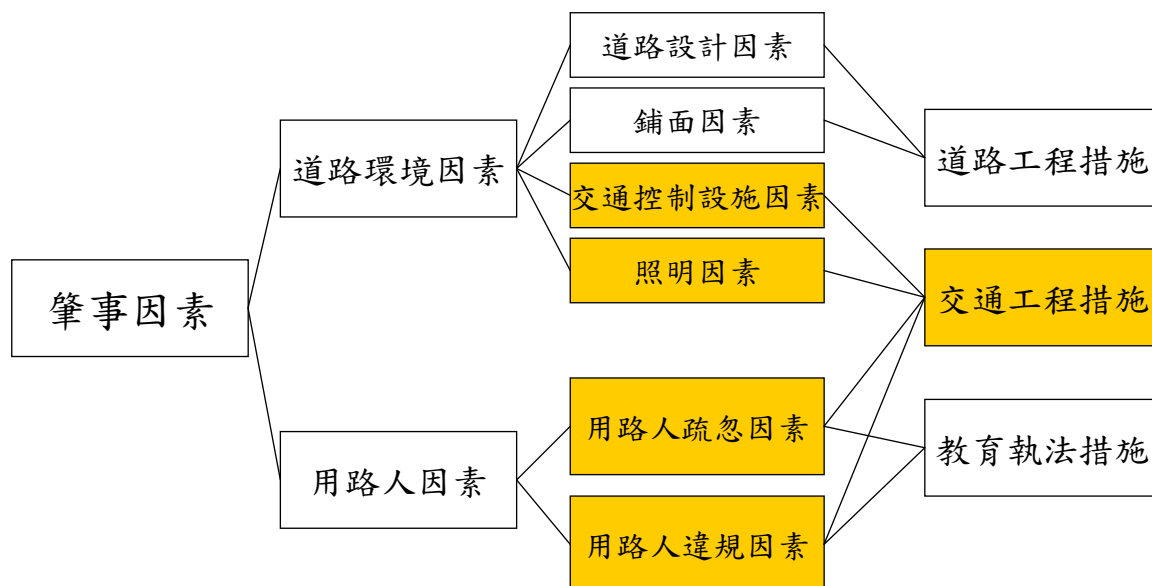 肇事因素
道路環境因素
用路人因素
道路設計因素
鋪面因素
交通控制設施因素
照明因素
用路人疏忽因素
用路人違規因素
道路工程措施
交通工程措施
教育執法措施